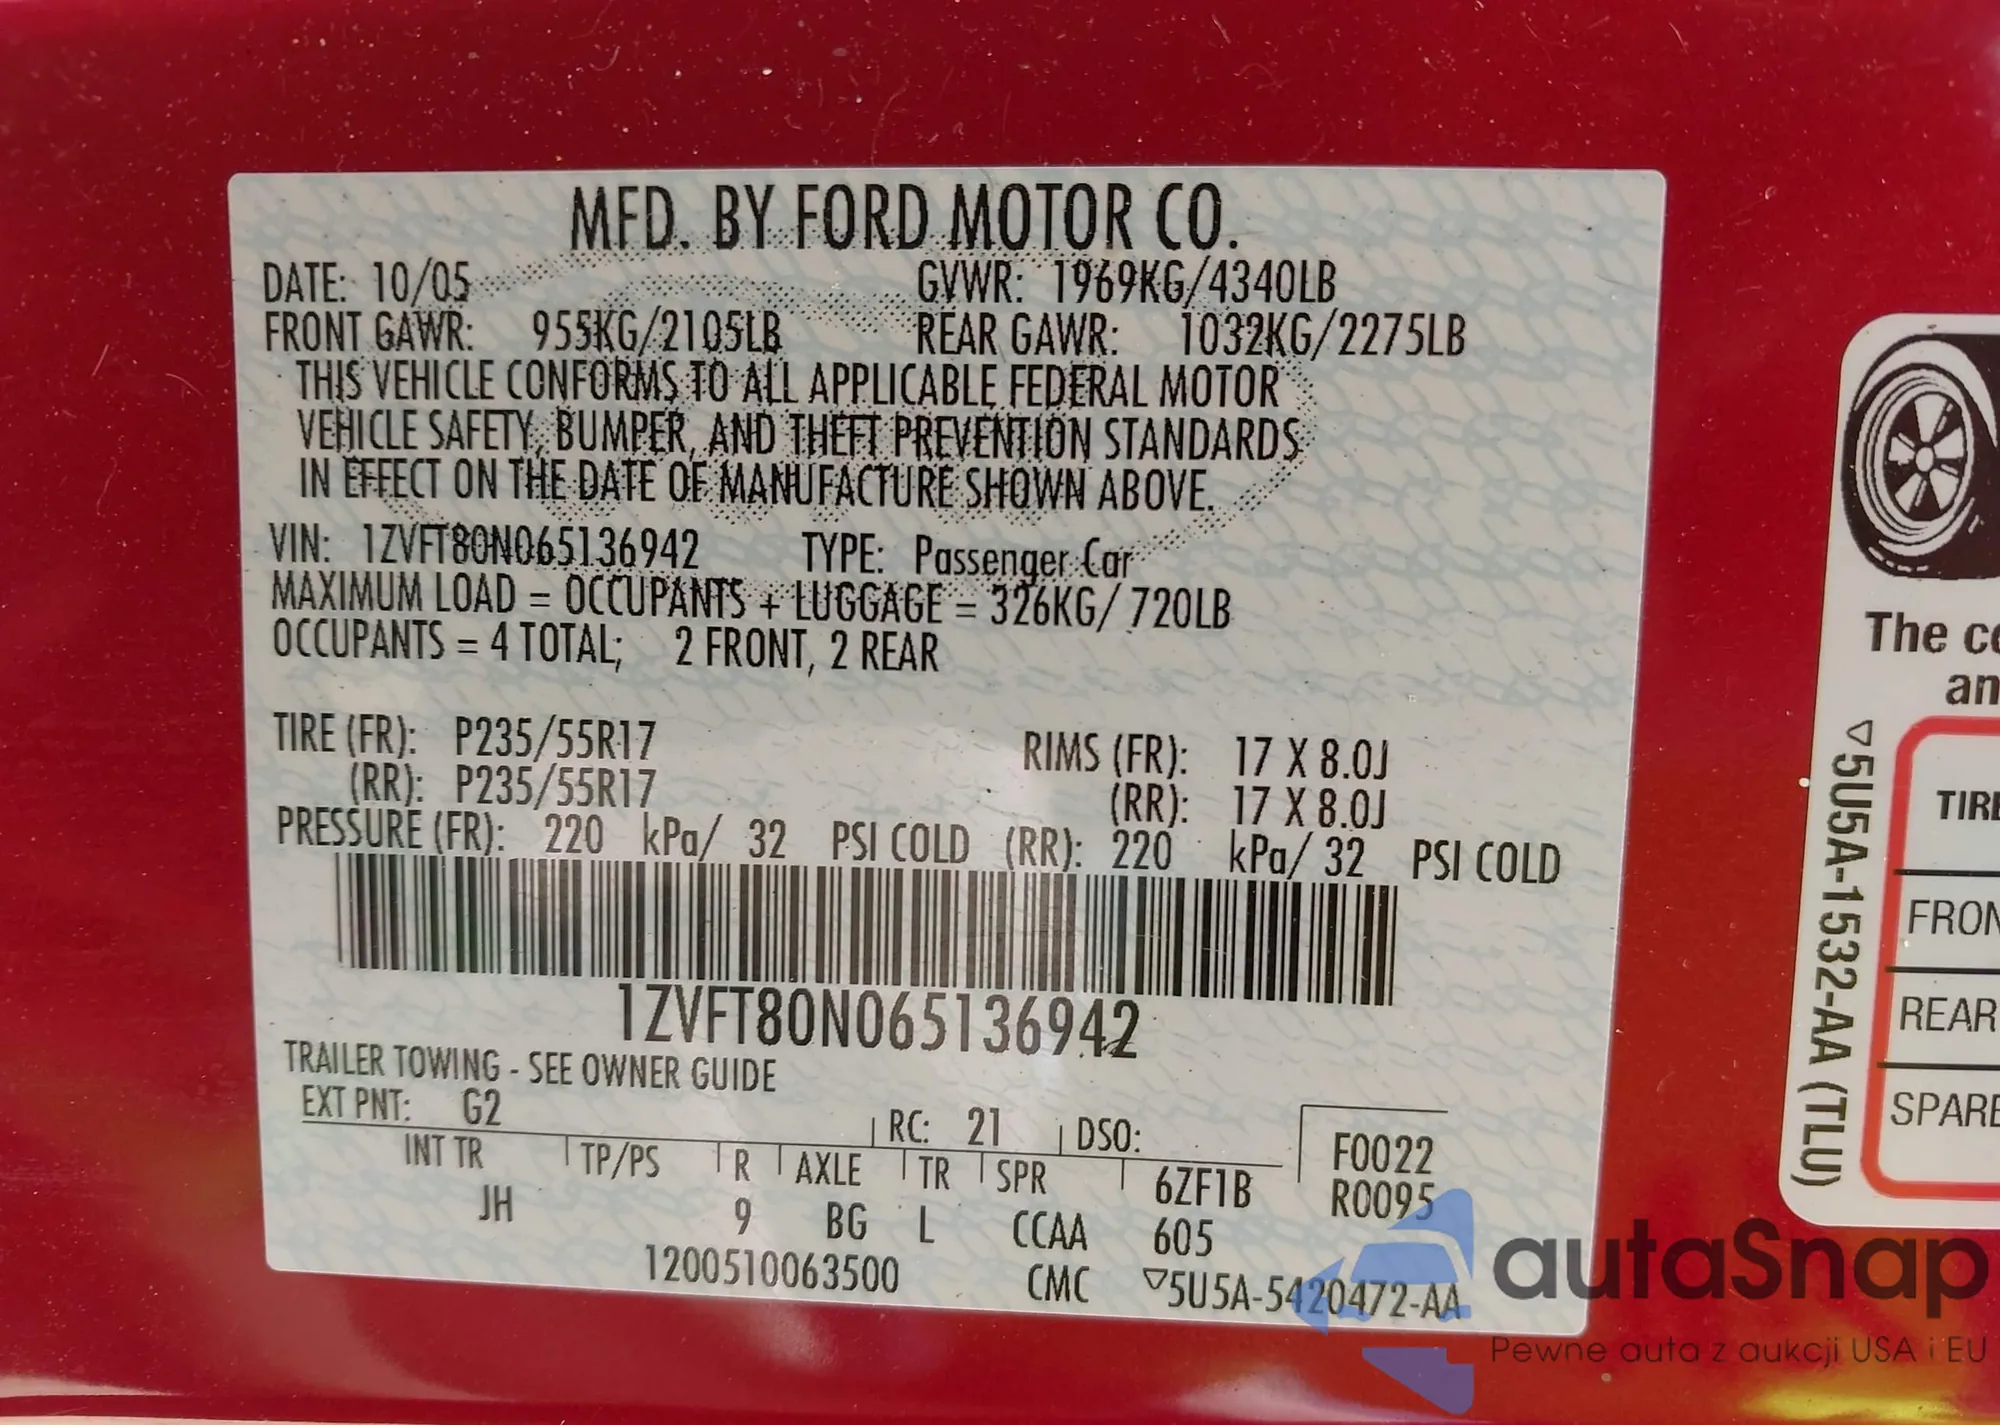 MFD. BY FORD MOTOR CO.
DATE: 10/05 GVWR: 1969KG/4340LB
FRONT GAWR: 955KG/2105LB REAR GAWR: 1032KG/2275LB
THIS VEHICLE CONFORMS TO ALL APPLICABLE FEDERAL MOTOR
VEHICLE SAFETY, BUMPER, AND THEFT PREVENTION STANDARDS
IN EFFECT ON THE DATE OF MANUFACTURE SHOWN ABOVE.
VIN: 1ZVFT80N065136942 TYPE: Passenger Car
MAXIMUM LOAD = OCCUPANTS + LUGGAGE = 326KG/ 720LB
OCCUPANTS = 4 TOTAL; 2 FRONT, 2 REAR
TIRE (FR): P235/55R17 RIMS (FR): 17 X 8.0J
(RR): P235/55R17 (RR): 17 X 8.0J
PRESSURE (FR): 220 kPa/ 32 PSI COLD (RR): 220 kPa/ 32 PSI COLD
1ZVFT80N065136942
TRAILER TOWING - SEE OWNER GUIDE
EXT PNT: G2 RC: 21 DSO: F0022
INT TR TP/PS R AXLE TR SPR 6ZF1B R0095
JH 9 BG L CCAA 605
1200510063500 CMC ▽5U5A-5420472-AA
The co
an
▽5U5A-1532-AA (TLU)
TIRE
FRON
REAR
SPARE
autaSnap
Pewne auta z aukcji USA i EU